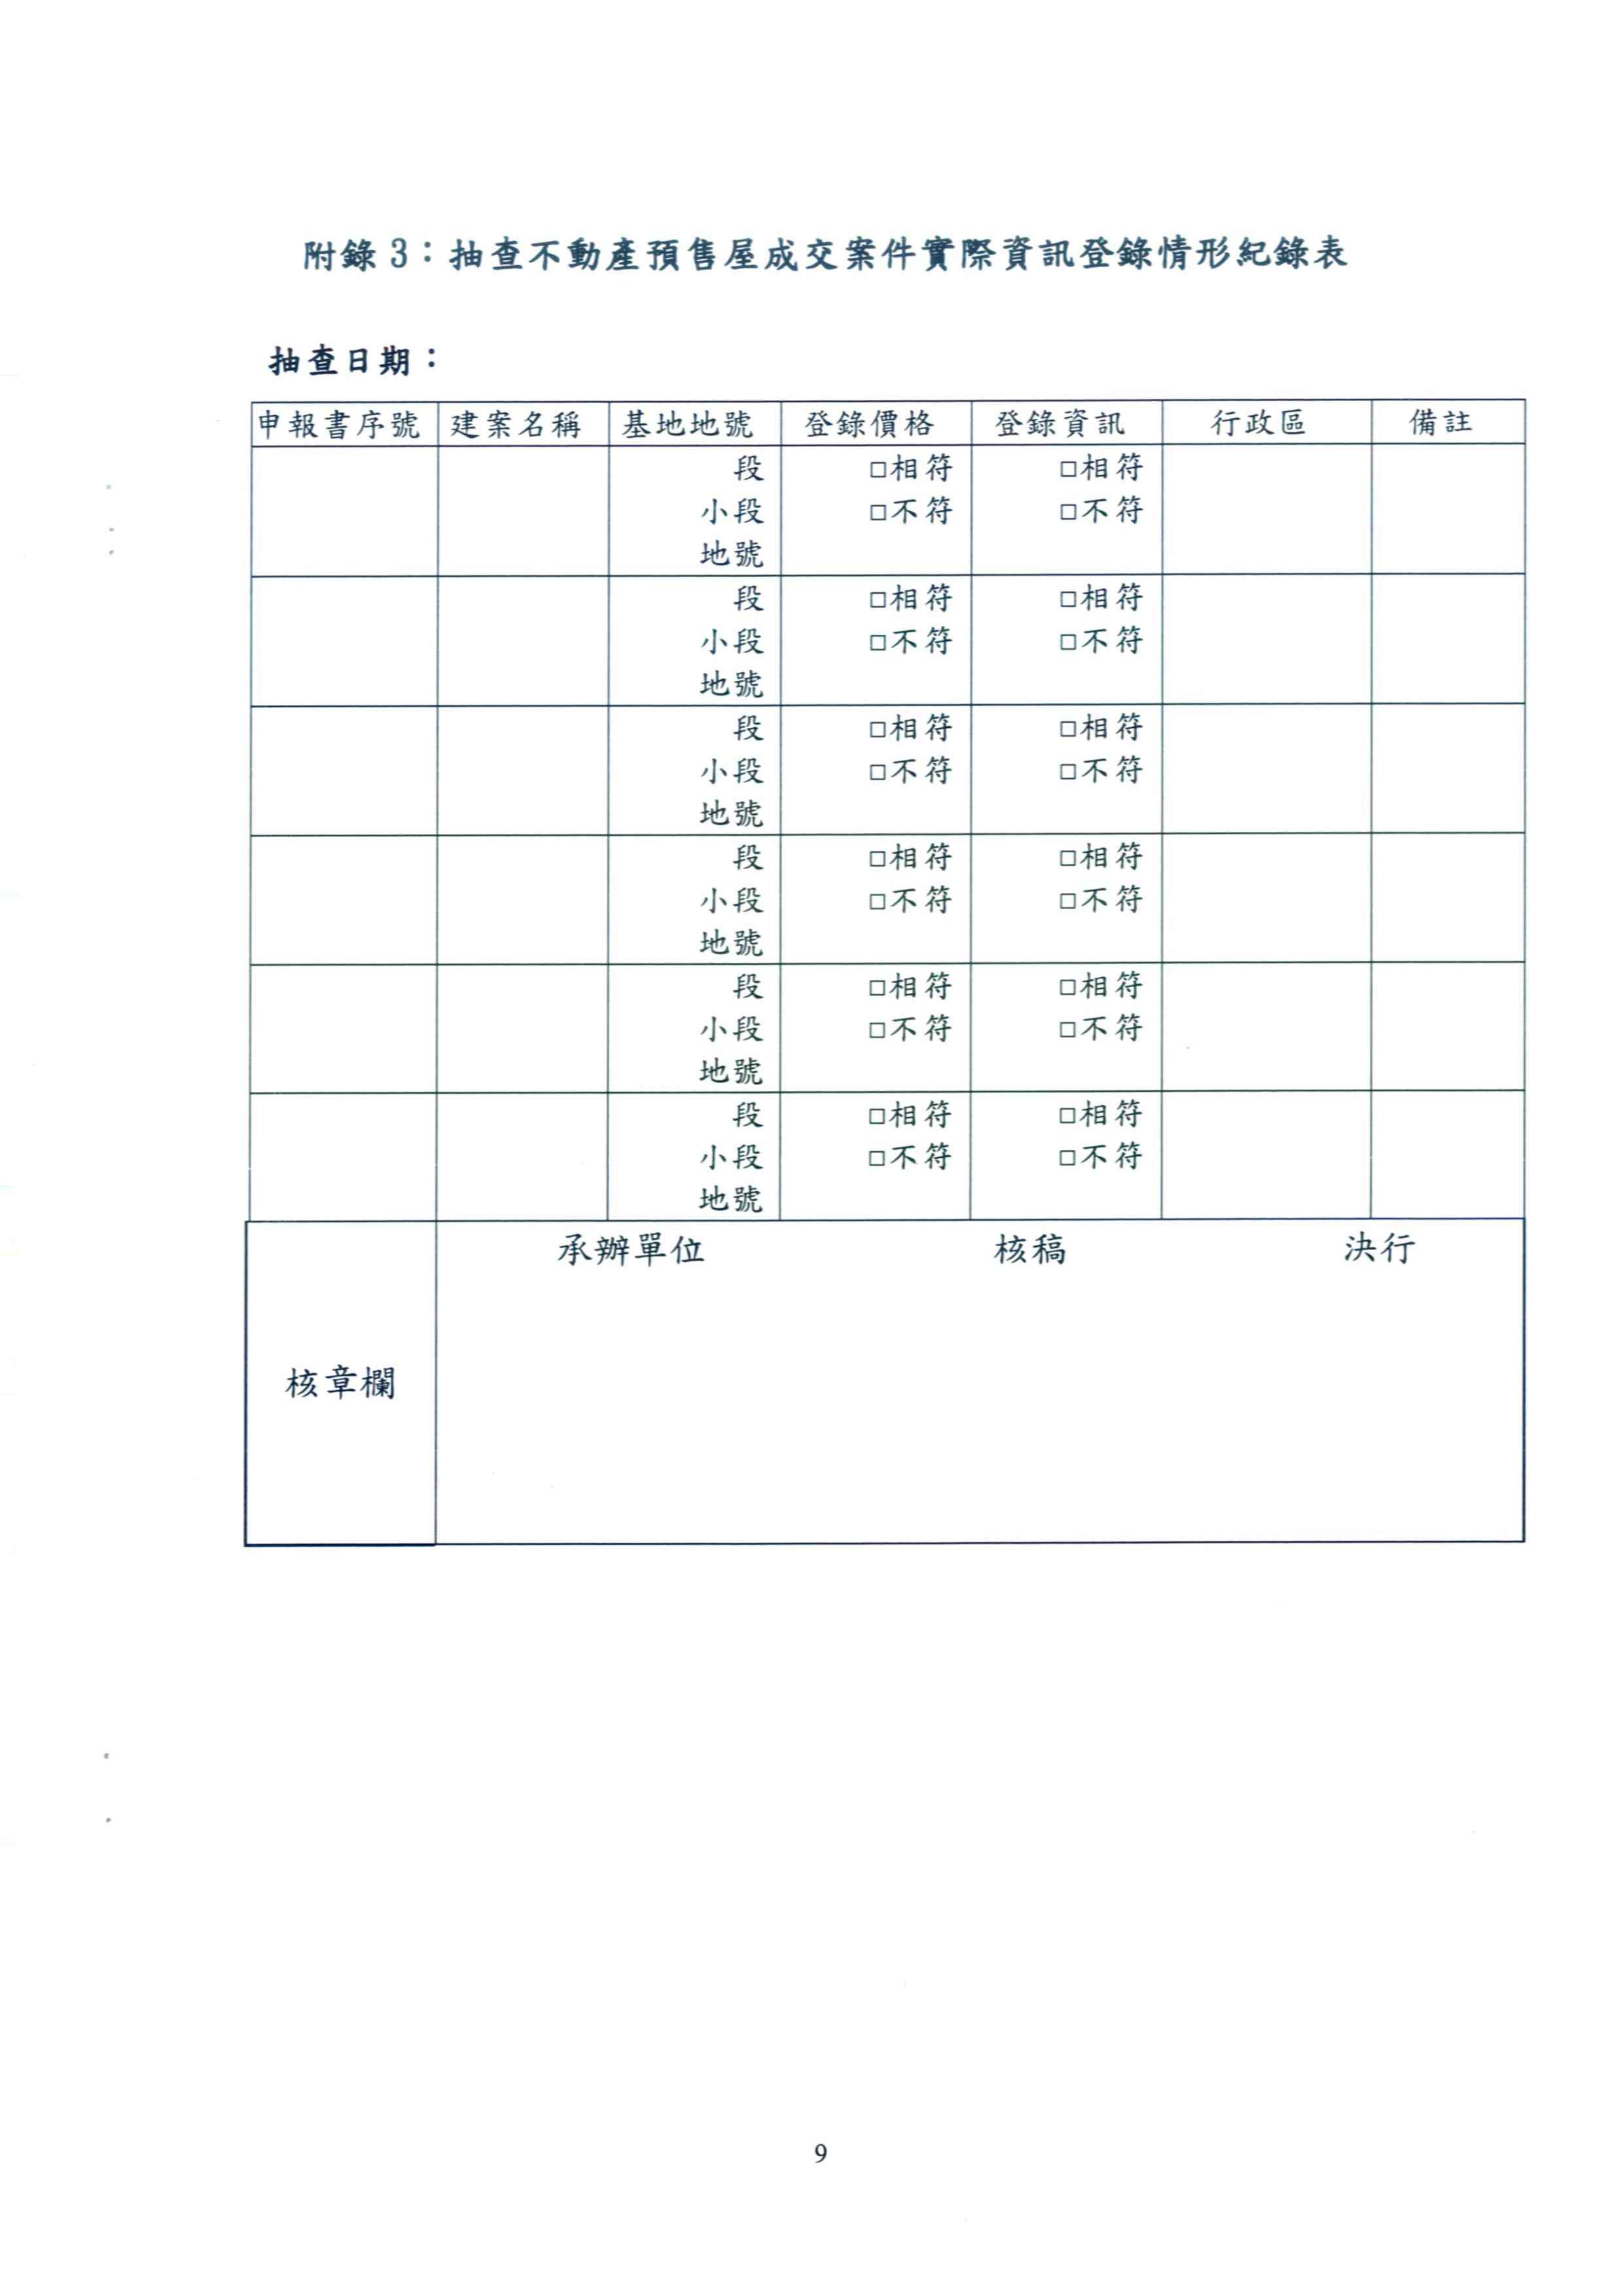 附錄3：抽查不動產預售屋成交案件實際資訊登錄情形紀錄表
抽查日期：
申報書序號 建案名稱 基地地號 登錄價格 登錄資訊 行政區 備註
段 □相符 □相符
小段 □不符 □不符
地號
段 □相符 □相符
小段 □不符 □不符
地號
段 □相符 □相符
小段 □不符 □不符
地號
段 □相符 □相符
小段 □不符 □不符
地號
段 □相符 □相符
小段 □不符 □不符
地號
段 □相符 □相符
小段 □不符 □不符
地號
承辦單位 核稿 決行
核章欄
9